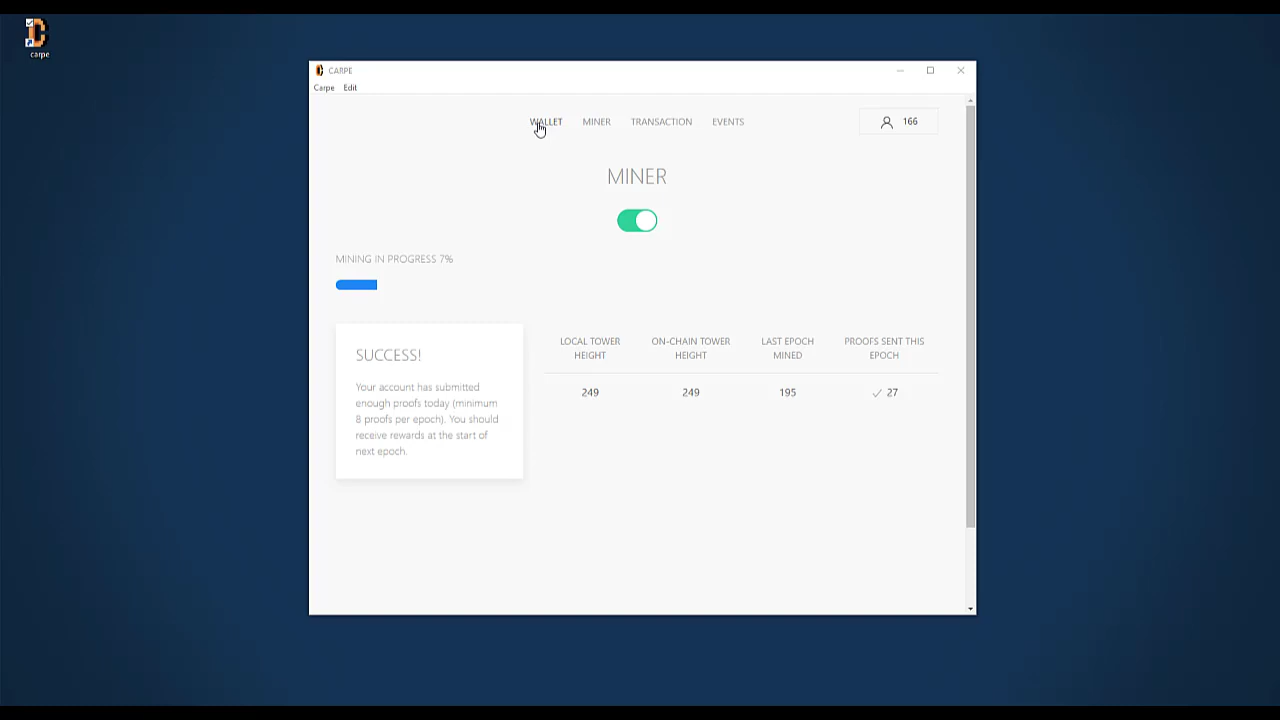 carpe
CARPE
Carpe Edit
WALLET MINER TRANSACTION EVENTS 166
MINER
MINING IN PROGRESS 7%
SUCCESS!
Your account has submitted
enough proofs today (minimum
8 proofs per epoch). You should
receive rewards at the start of
next epoch.
LOCAL TOWER ON-CHAIN TOWER LAST EPOCH PROOFS SENT THIS
HEIGHT HEIGHT MINED EPOCH
249 249 195 27